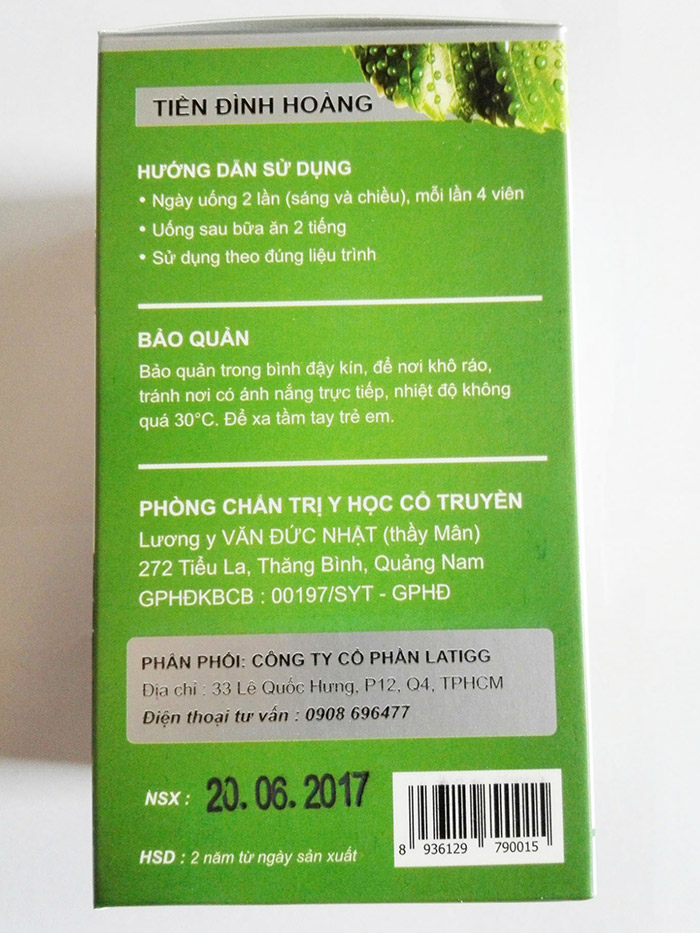 TIỀN ĐÌNH HOÀNG
HƯỚNG DẪN SỬ DỤNG
• Ngày uống 2 lần (sáng và chiều), mỗi lần 4 viên
• Uống sau bữa ăn 2 tiếng
• Sử dụng theo đúng liệu trình
BẢO QUẢN
Bảo quản trong bình đậy kín, để nơi khô ráo,
tránh nơi có ánh nắng trực tiếp, nhiệt độ không
quá 30°C. Để xa tầm tay trẻ em.
PHÒNG CHẨN TRỊ Y HỌC CỔ TRUYỀN
Lương y VĂN ĐỨC NHẬT (thầy Mân)
272 Tiểu La, Thăng Bình, Quảng Nam
GPHĐKBCB : 00197/SYT - GPHĐ
PHÂN PHỐI: CÔNG TY CỔ PHẦN LATIGG
Địa chỉ : 33 Lê Quốc Hưng, P12, Q4, TPHCM
Điện thoại tư vấn : 0908 696477
NSX : 20.06.2017
HSD : 2 năm từ ngày sản xuất
8 936129 790015